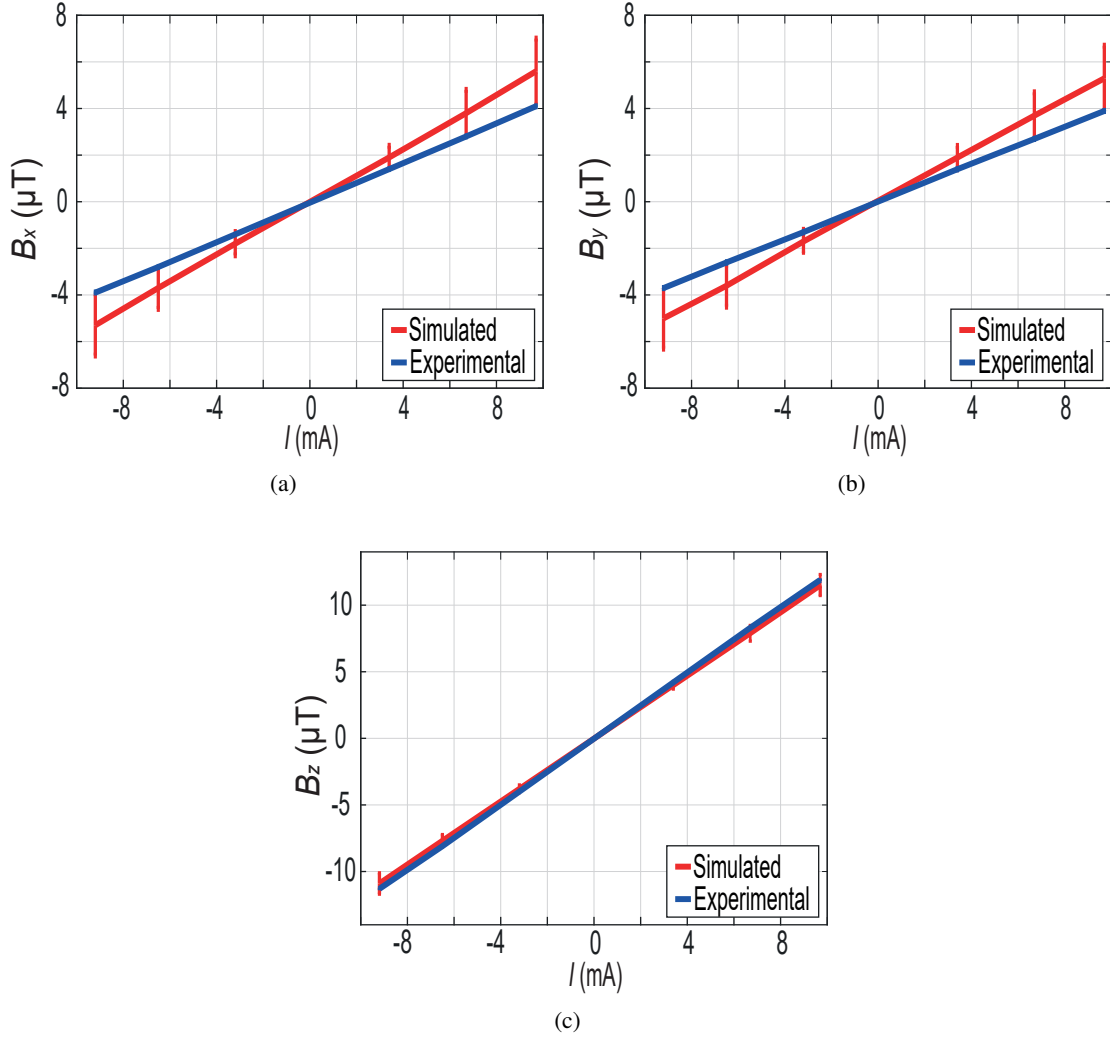 8
4
0
-4
-8
Bx (µT)
-8 -4 0 4 8
I (mA)
Simulated
Experimental
(a)
8
4
0
-4
-8
By (µT)
-8 -4 0 4 8
I (mA)
Simulated
Experimental
(b)
10
5
0
-5
-10
Bz (µT)
-8 -4 0 4 8
I (mA)
Simulated
Experimental
(c)